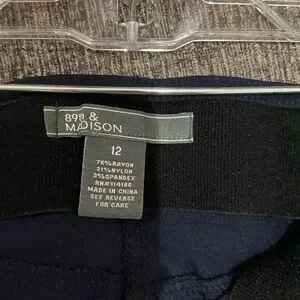 89th &
MADISON
12
76%RAYON
21%NYLON
3%SPANDEX
RN#114186
MADE IN CHINA
SEE REVERSE
FOR CARE